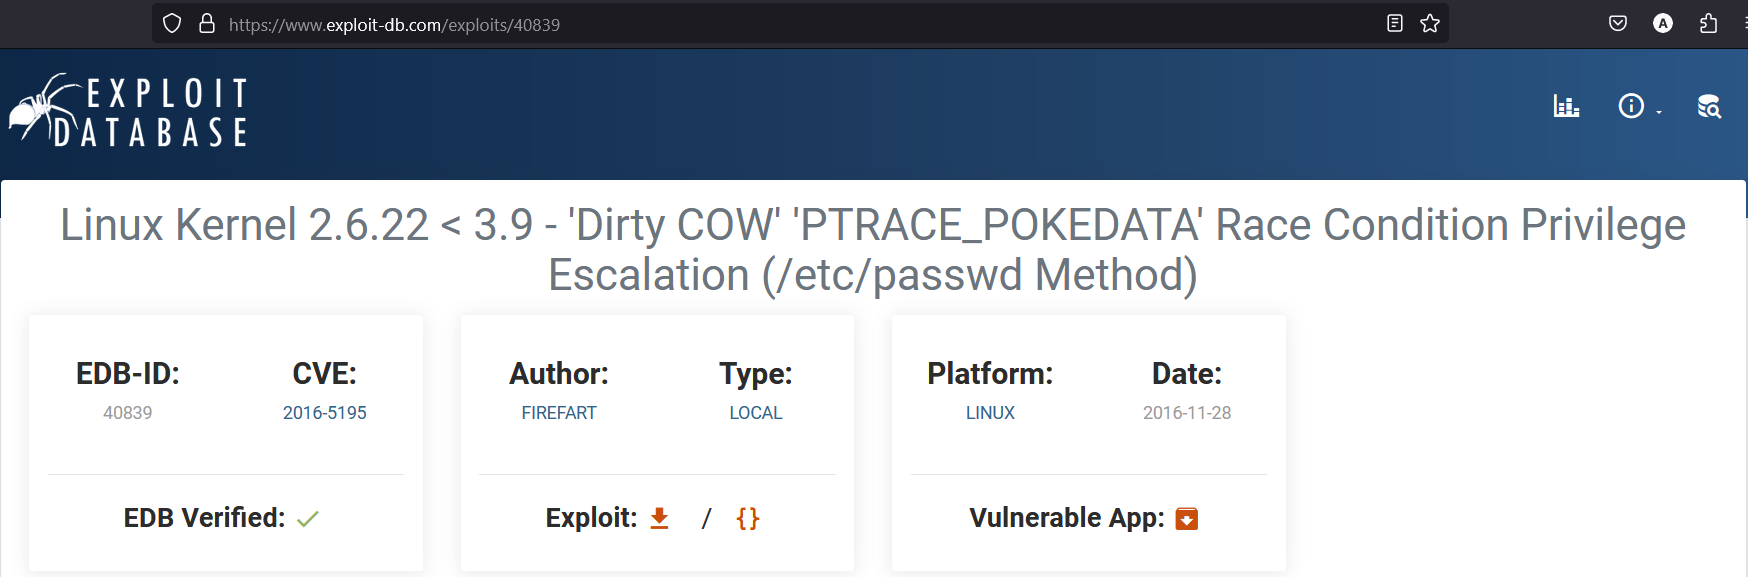 https://www.exploit-db.com/exploits/40839
A
EXPLOIT
DATABASE
Linux Kernel 2.6.22 < 3.9 - 'Dirty COW' 'PTRACE_POKEDATA' Race Condition Privilege
Escalation (/etc/passwd Method)
EDB-ID: CVE:
40839 2016-5195
EDB Verified:
Author: Type:
FIREFART LOCAL
Exploit: / {}
Platform: Date:
LINUX 2016-11-28
Vulnerable App: